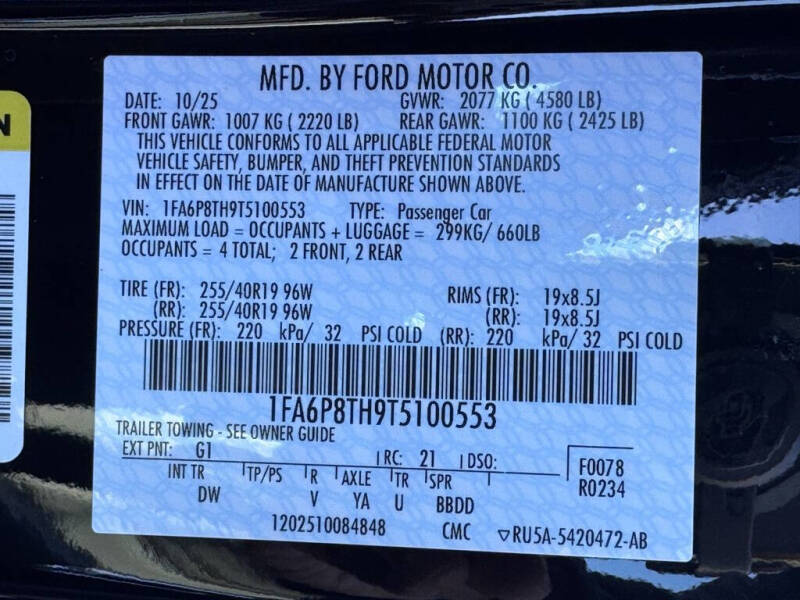 MFD. BY FORD MOTOR CO.
DATE: 10/25 GVWR: 2077 KG ( 4580 LB)
FRONT GAWR: 1007 KG ( 2220 LB) REAR GAWR: 1100 KG ( 2425 LB)
THIS VEHICLE CONFORMS TO ALL APPLICABLE FEDERAL MOTOR
VEHICLE SAFETY, BUMPER, AND THEFT PREVENTION STANDARDS
IN EFFECT ON THE DATE OF MANUFACTURE SHOWN ABOVE.
VIN: 1FA6P8TH9T5100553 TYPE: Passenger Car
MAXIMUM LOAD = OCCUPANTS + LUGGAGE = 299KG/ 660LB
OCCUPANTS = 4 TOTAL; 2 FRONT, 2 REAR
TIRE (FR): 255/40R19 96W RIMS (FR): 19x8.5J
(RR): 255/40R19 96W (RR): 19x8.5J
PRESSURE (FR): 220 kPa/ 32 PSI COLD (RR): 220 kPa/ 32 PSI COLD
1FA6P8TH9T5100553
TRAILER TOWING - SEE OWNER GUIDE
EXT PNT: G1 RC: 21 DSO: F0078
INT TR TP/PS R AXLE TR SPR R0234
DW V YA U BBDD
1202510084848 CMC ▽RU5A-5420472-AB
N